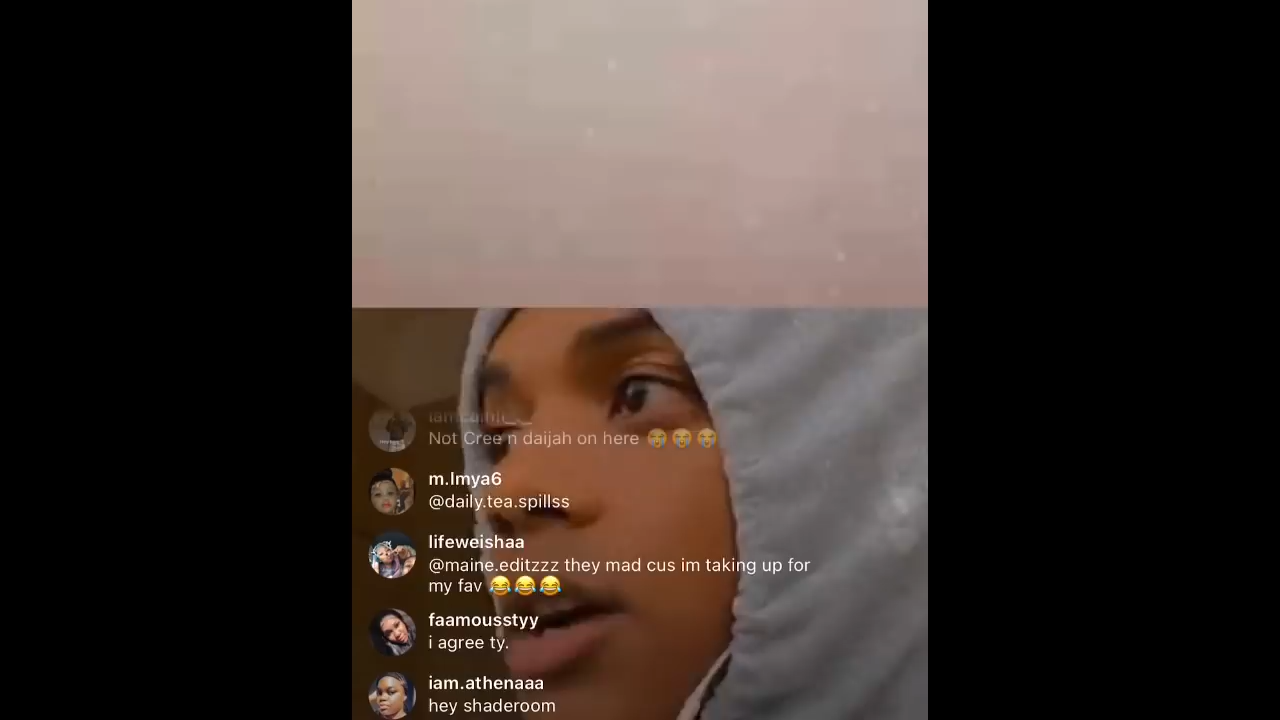 Not Cree n daijah on here 😭😭😭
m.lmya6
@daily.tea.spillss
lifeweishaa
@maine.editzzz they mad cus im taking up for
my fav 😂😂😂
faamousstyy
i agree ty.
iam.athenaaa
hey shaderoom